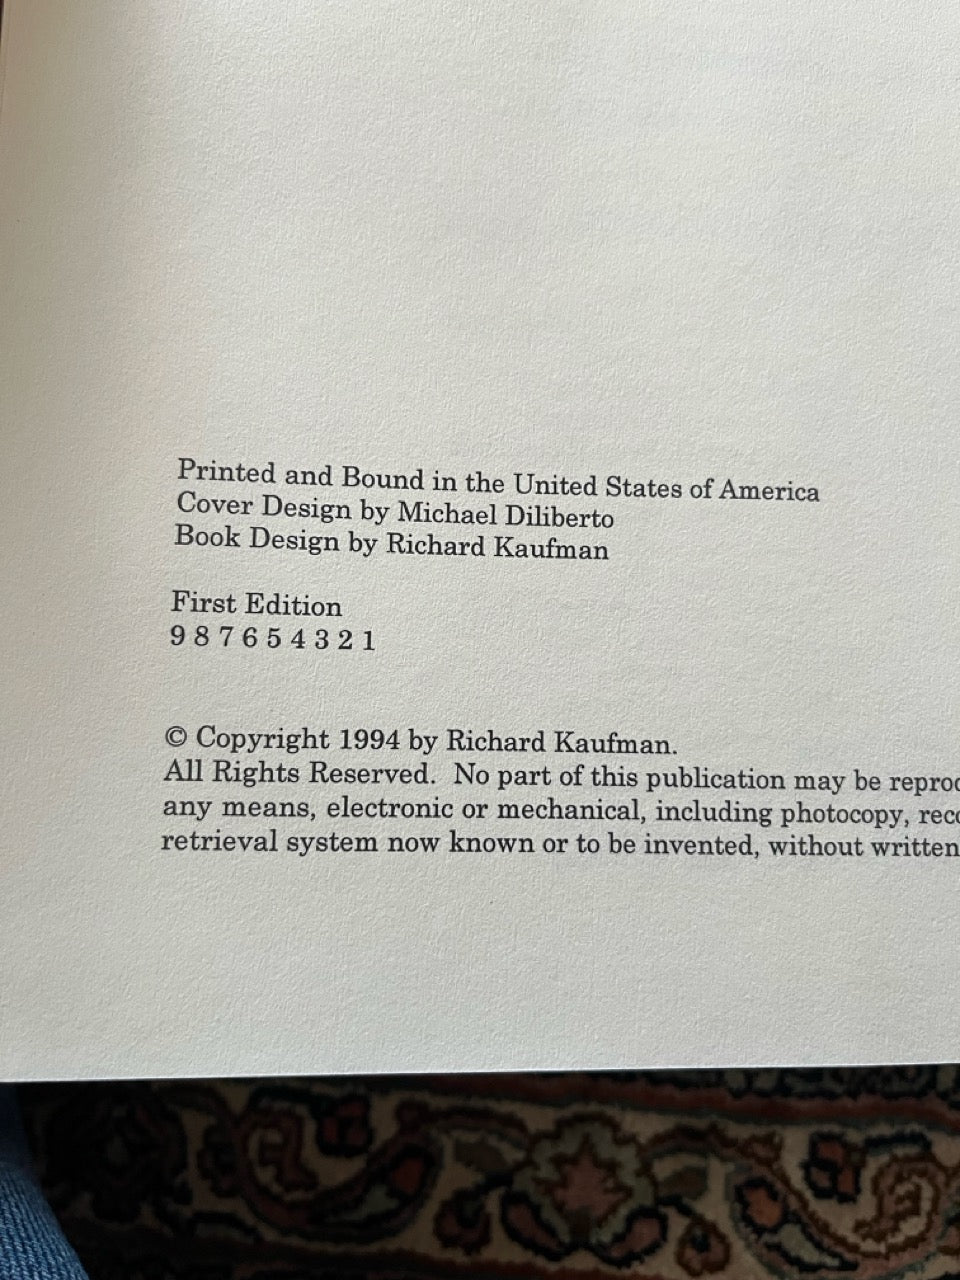 Printed and Bound in the United States of America
Cover Design by Michael Diliberto
Book Design by Richard Kaufman
First Edition
9 8 7 6 5 4 3 2 1
© Copyright 1994 by Richard Kaufman.
All Rights Reserved. No part of this publication may be
any means, electronic or mechanical, including photocopy,
retrieval system now known or to be invented, without written